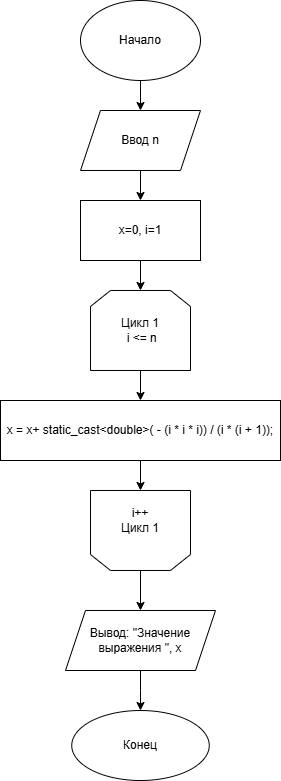 Начало
Ввод n
x=0, i=1
Цикл 1
i <= n
x = x+ static_cast<double>( - (i * i * i)) / (i * (i + 1));
i++
Цикл 1
Вывод: "Значение
выражения ", x
Конец